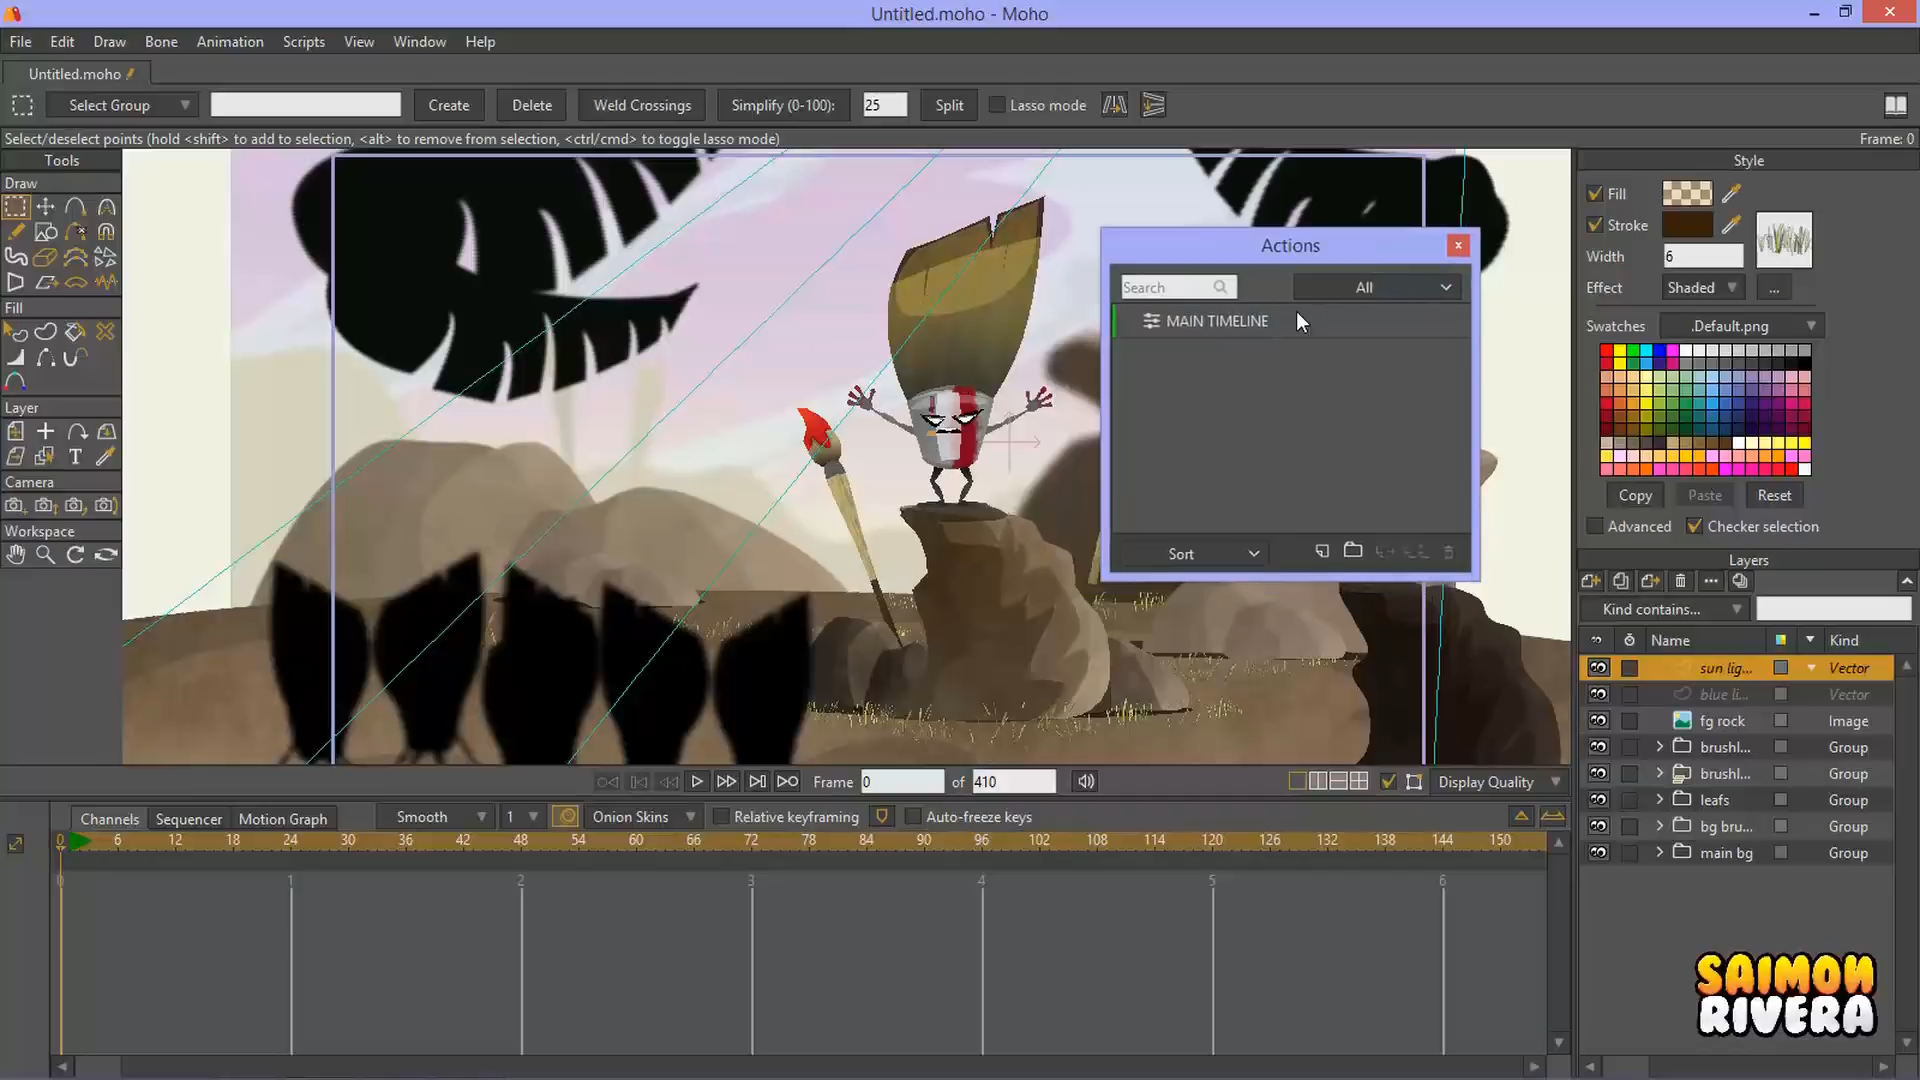 Untitled.moho - Moho
File Edit Draw Bone Animation Scripts View Window Help
Untitled.moho
Select Group Create Delete Weld Crossings Simplify (0-100): 25 Split Lasso mode
Select/deselect points (hold <shift> to add to selection, <alt> to remove from selection, <ctrl/cmd> to toggle lasso mode) Frame: 0
Tools
Draw
Fill
Layer
Camera
Workspace
Actions
Search All
MAIN TIMELINE
Sort
Style
Fill
Stroke
Width 6
Effect Shaded ...
Swatches .Default.png
Copy Paste Reset
Advanced Checker selection
Layers
Kind contains...
Name Kind
sun lig... Vector
blue li... Vector
fg rock Image
brushl... Group
brushl... Group
leafs Group
bg bru... Group
main bg Group
Frame 0 of 410 Display Quality
Channels Sequencer Motion Graph Smooth 1 Onion Skins Relative keyframing Auto-freeze keys
0 6 12 18 24 30 36 42 48 54 60 66 72 78 84 90 96 102 108 114 120 126 132 138 144 150
0 1 2 3 4 5 6
SAIMON
RIVERA